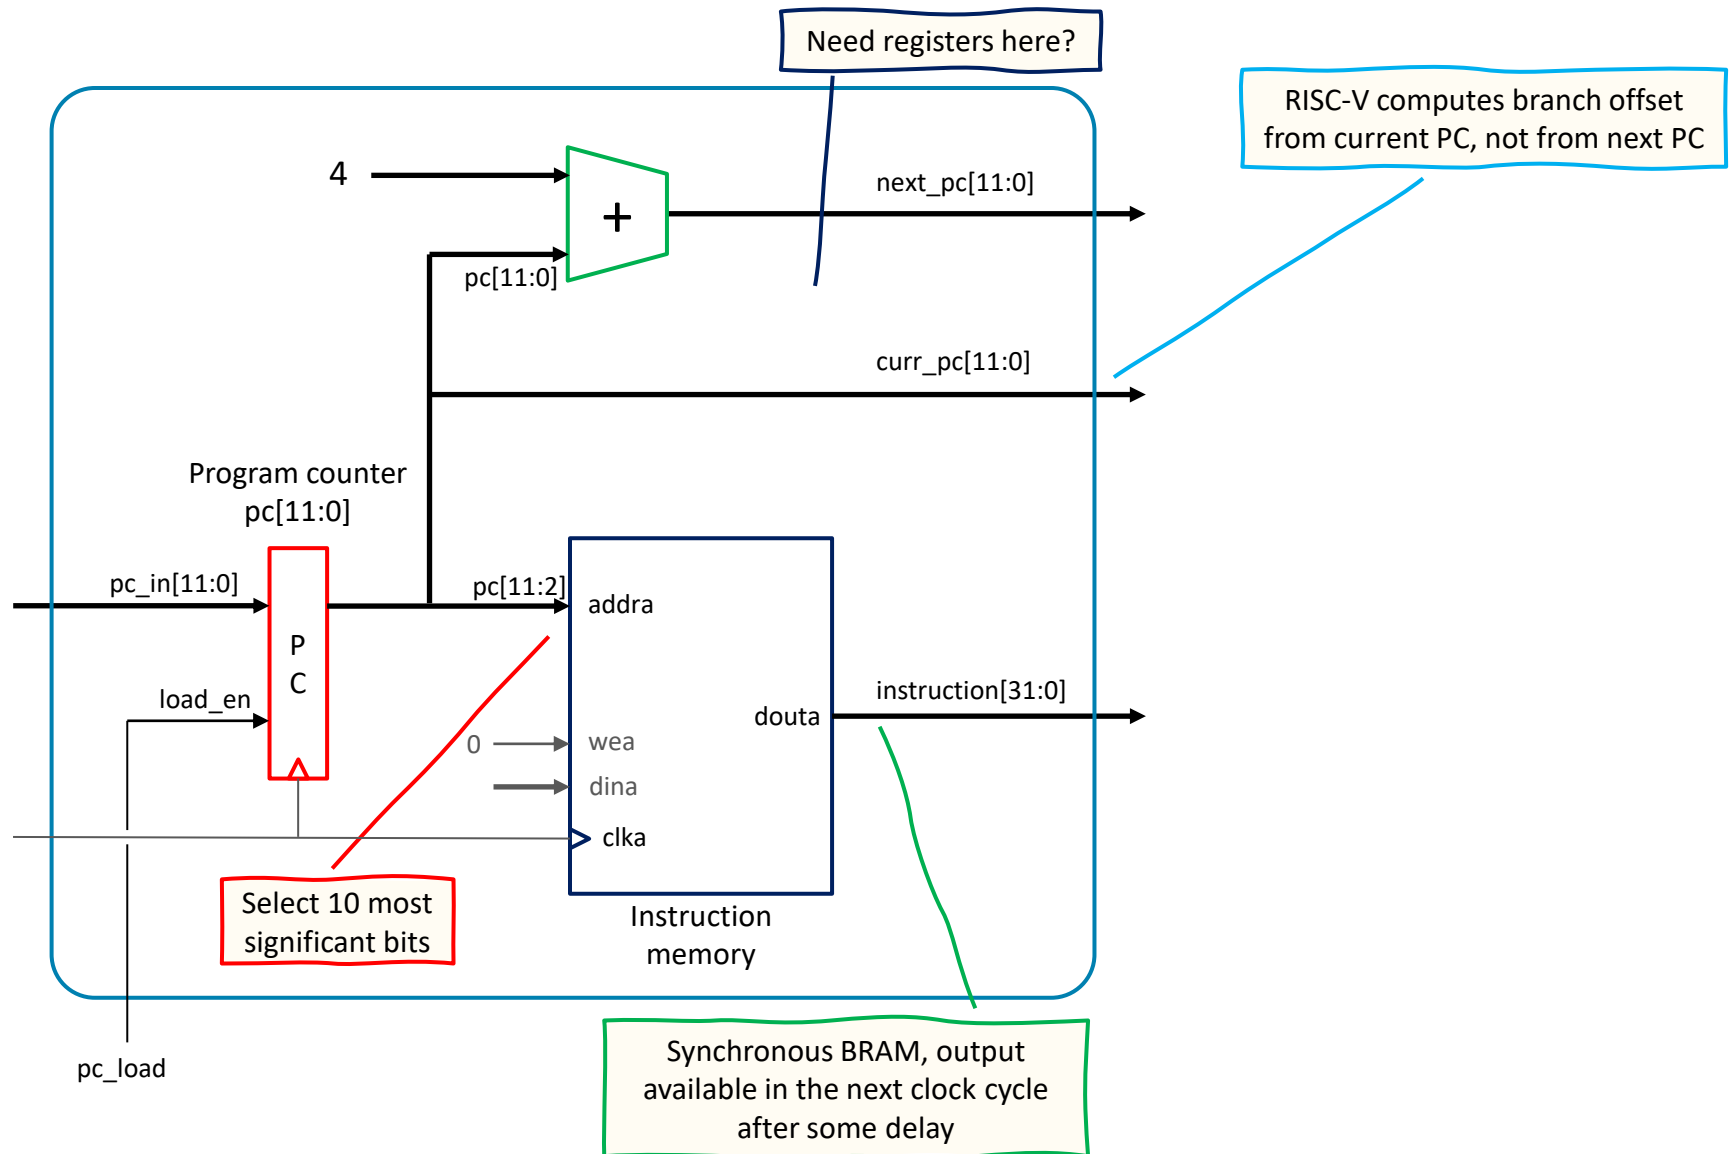 Need registers here?
RISC-V computes branch offset
from current PC, not from next PC
4
+
next_pc[11:0]
pc[11:0]
curr_pc[11:0]
Program counter
pc[11:0]
pc_in[11:0]
pc[11:2]
addra
P
C
load_en
instruction[31:0]
douta
0
wea
dina
clka
Select 10 most
significant bits
Instruction
memory
Synchronous BRAM, output
available in the next clock cycle
after some delay
pc_load